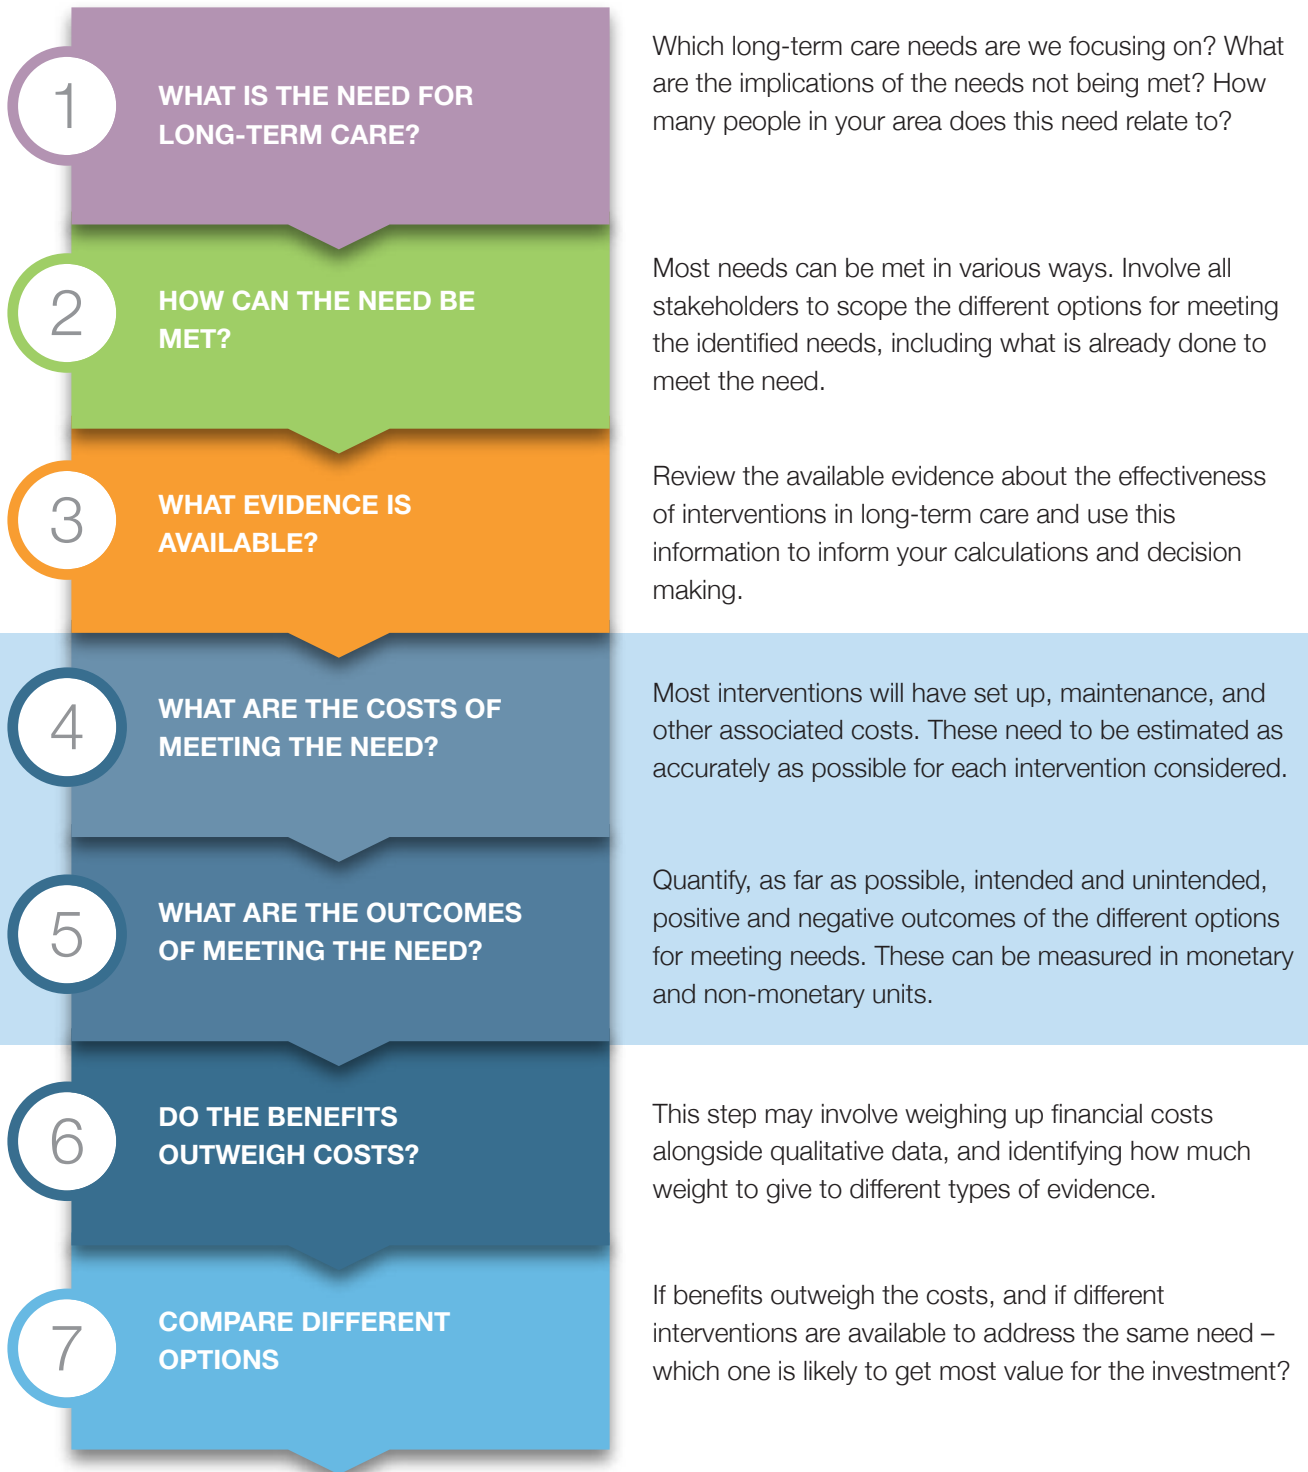 1
WHAT IS THE NEED FOR
LONG-TERM CARE?
Which long-term care needs are we focusing on? What
are the implications of the needs not being met? How
many people in your area does this need relate to?
2
HOW CAN THE NEED BE
MET?
Most needs can be met in various ways. Involve all
stakeholders to scope the different options for meeting
the identified needs, including what is already done to
meet the need.
3
WHAT EVIDENCE IS
AVAILABLE?
Review the available evidence about the effectiveness
of interventions in long-term care and use this
information to inform your calculations and decision
making.
4
WHAT ARE THE COSTS OF
MEETING THE NEED?
Most interventions will have set up, maintenance, and
other associated costs. These need to be estimated as
accurately as possible for each intervention considered.
5
WHAT ARE THE OUTCOMES
OF MEETING THE NEED?
Quantify, as far as possible, intended and unintended,
positive and negative outcomes of the different options
for meeting needs. These can be measured in monetary
and non-monetary units.
6
DO THE BENEFITS
OUTWEIGH COSTS?
This step may involve weighing up financial costs
alongside qualitative data, and identifying how much
weight to give to different types of evidence.
7
COMPARE DIFFERENT
OPTIONS
If benefits outweigh the costs, and if different
interventions are available to address the same need –
which one is likely to get most value for the investment?